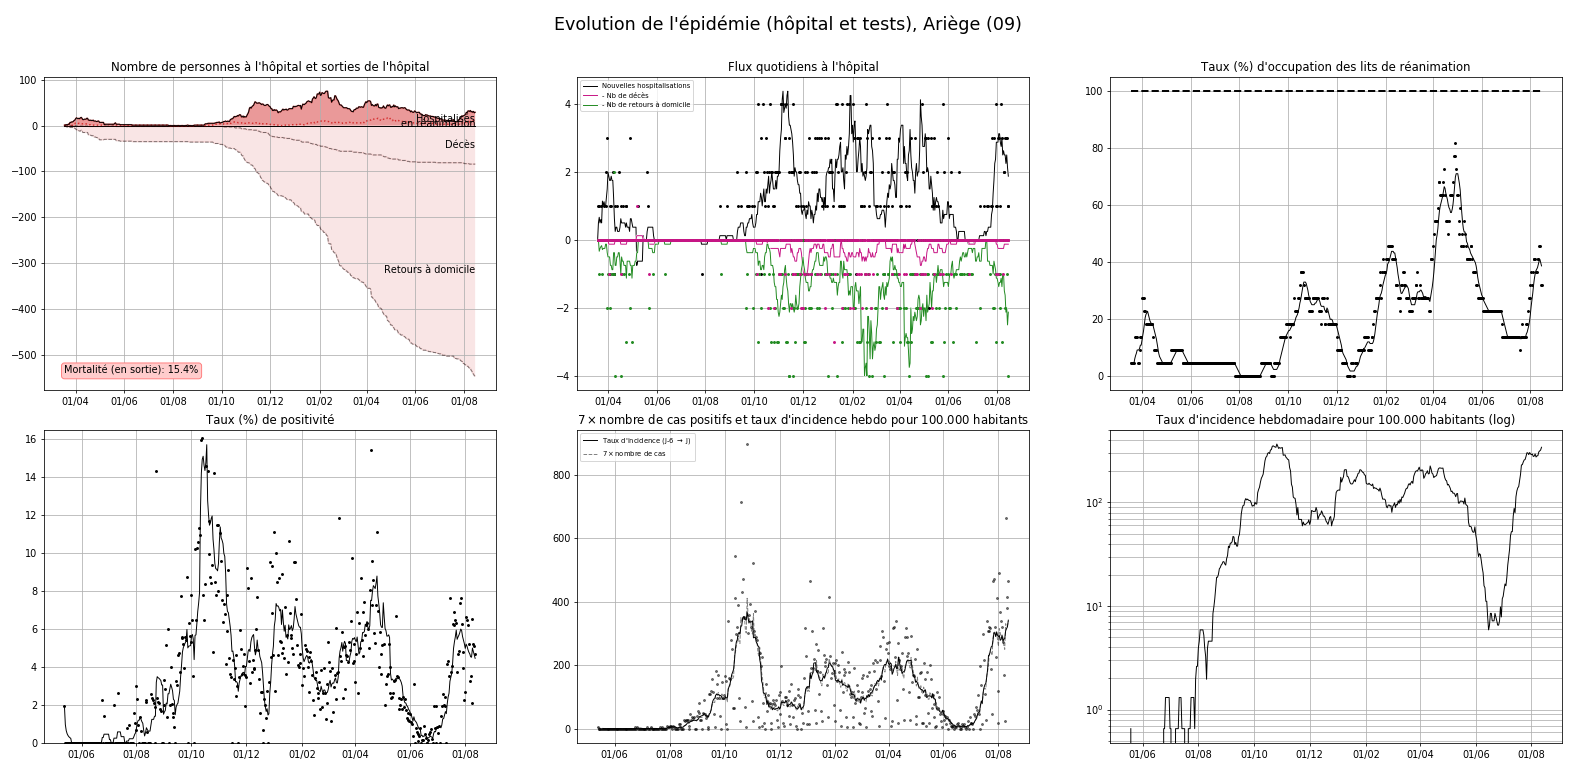 Evolution de l'épidémie (hôpital et tests), Ariège (09)
Nombre de personnes à l'hôpital et sorties de l'hôpital
100
0
−100
−200
−300
−400
−500
Hospitalisés
en réanimation
Décès
Retours à domicile
Mortalité (en sortie): 15.4%
01/04 01/06 01/08 01/10 01/12 01/02 01/04 01/06 01/08
Flux quotidiens à l'hôpital
Nouvelles hospitalisations
- Nb de décès
- Nb de retours à domicile
4
2
0
−2
−4
01/04 01/06 01/08 01/10 01/12 01/02 01/04 01/06 01/08
Taux (%) d'occupation des lits de réanimation
100
80
60
40
20
0
01/04 01/06 01/08 01/10 01/12 01/02 01/04 01/06 01/08
Taux (%) de positivité
16
14
12
10
8
6
4
2
0
01/06 01/08 01/10 01/12 01/02 01/04 01/06 01/08
7 × nombre de cas positifs et taux d'incidence hebdo pour 100.000 habitants
Taux d'incidence (J-6 → J)
7 × nombre de cas
800
600
400
200
0
01/06 01/08 01/10 01/12 01/02 01/04 01/06 01/08
Taux d'incidence hebdomadaire pour 100.000 habitants (log)
10²
10¹
10⁰
01/06 01/08 01/10 01/12 01/02 01/04 01/06 01/08